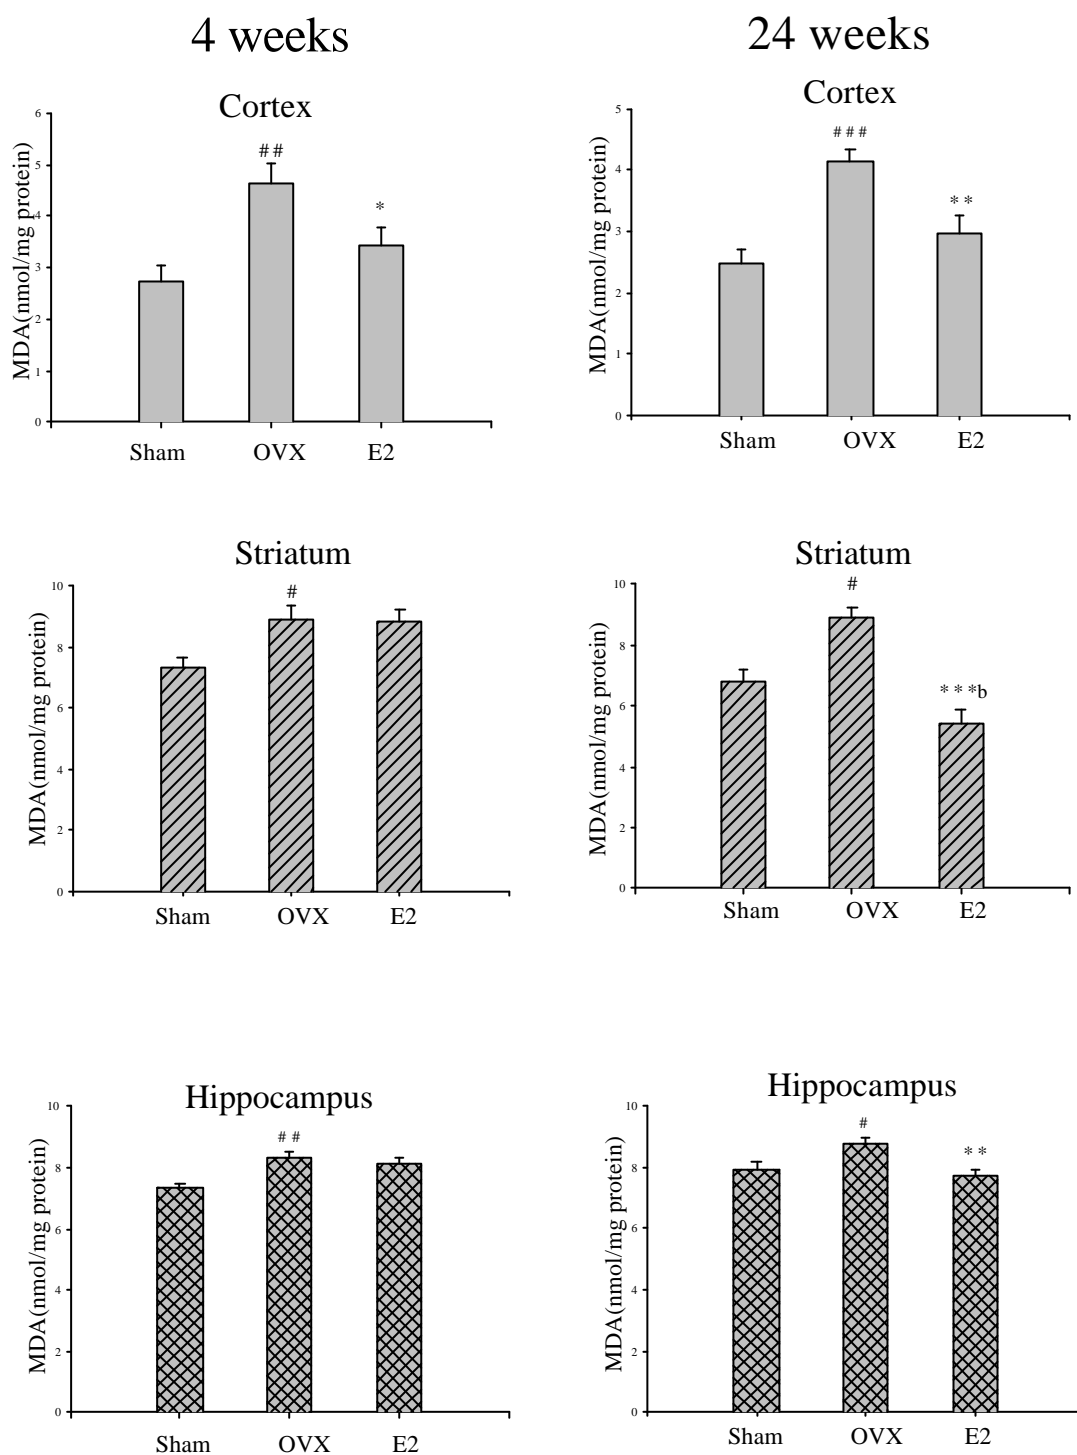 4 weeks
24 weeks
Cortex
MDA(nmol/mg protein)
6
5
4
3
2
1
0
# #
*
Sham OVX E2
Cortex
MDA(nmol/mg protein)
5
4
3
2
1
0
# # #
* *
Sham OVX E2
Striatum
MDA(nmol/mg protein)
10
8
6
4
2
0
#
Sham OVX E2
Striatum
MDA(nmol/mg protein)
10
8
6
4
2
0
#
* * *b
Sham OVX E2
Hippocampus
MDA(nmol/mg protein)
10
8
6
4
2
0
# #
Sham OVX E2
Hippocampus
MDA(nmol/mg protein)
10
8
6
4
2
0
#
* *
Sham OVX E2